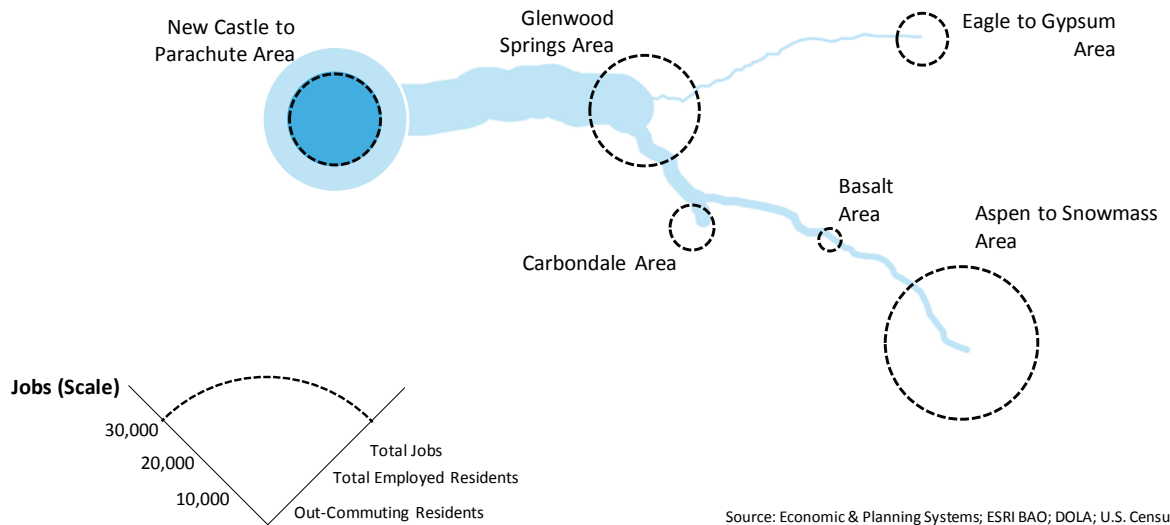 New Castle to
Parachute Area
Glenwood
Springs Area
Eagle to Gypsum
Area
Basalt
Area
Aspen to Snowmass
Area
Carbondale Area
Jobs (Scale)
30,000
20,000
10,000
Total Jobs
Total Employed Residents
Out-Commuting Residents
Source: Economic & Planning Systems; ESRI BAO; DOLA; U.S. Censu